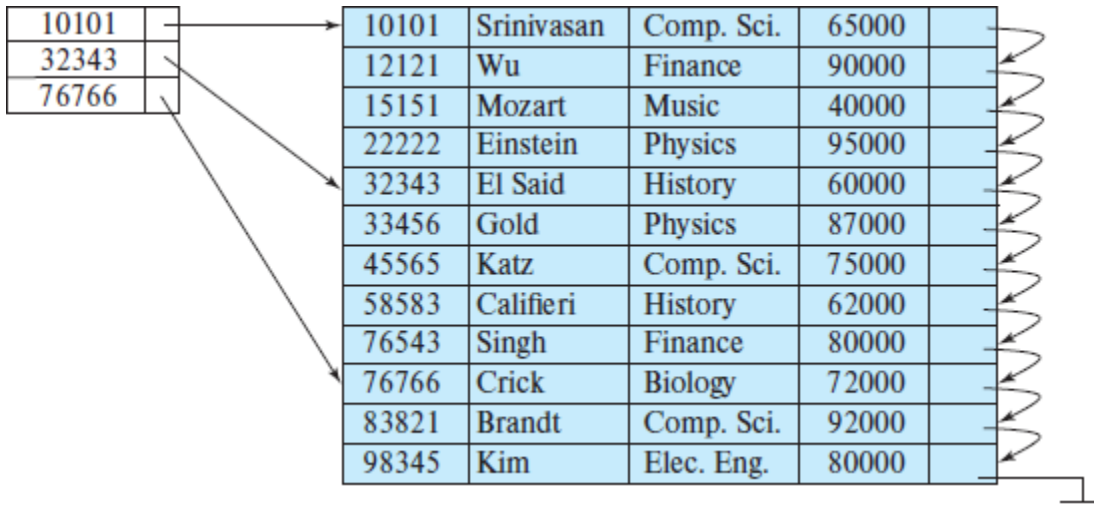 10101
32343
76766
10101 Srinivasan Comp. Sci. 65000
12121 Wu Finance 90000
15151 Mozart Music 40000
22222 Einstein Physics 95000
32343 El Said History 60000
33456 Gold Physics 87000
45565 Katz Comp. Sci. 75000
58583 Califieri History 62000
76543 Singh Finance 80000
76766 Crick Biology 72000
83821 Brandt Comp. Sci. 92000
98345 Kim Elec. Eng. 80000